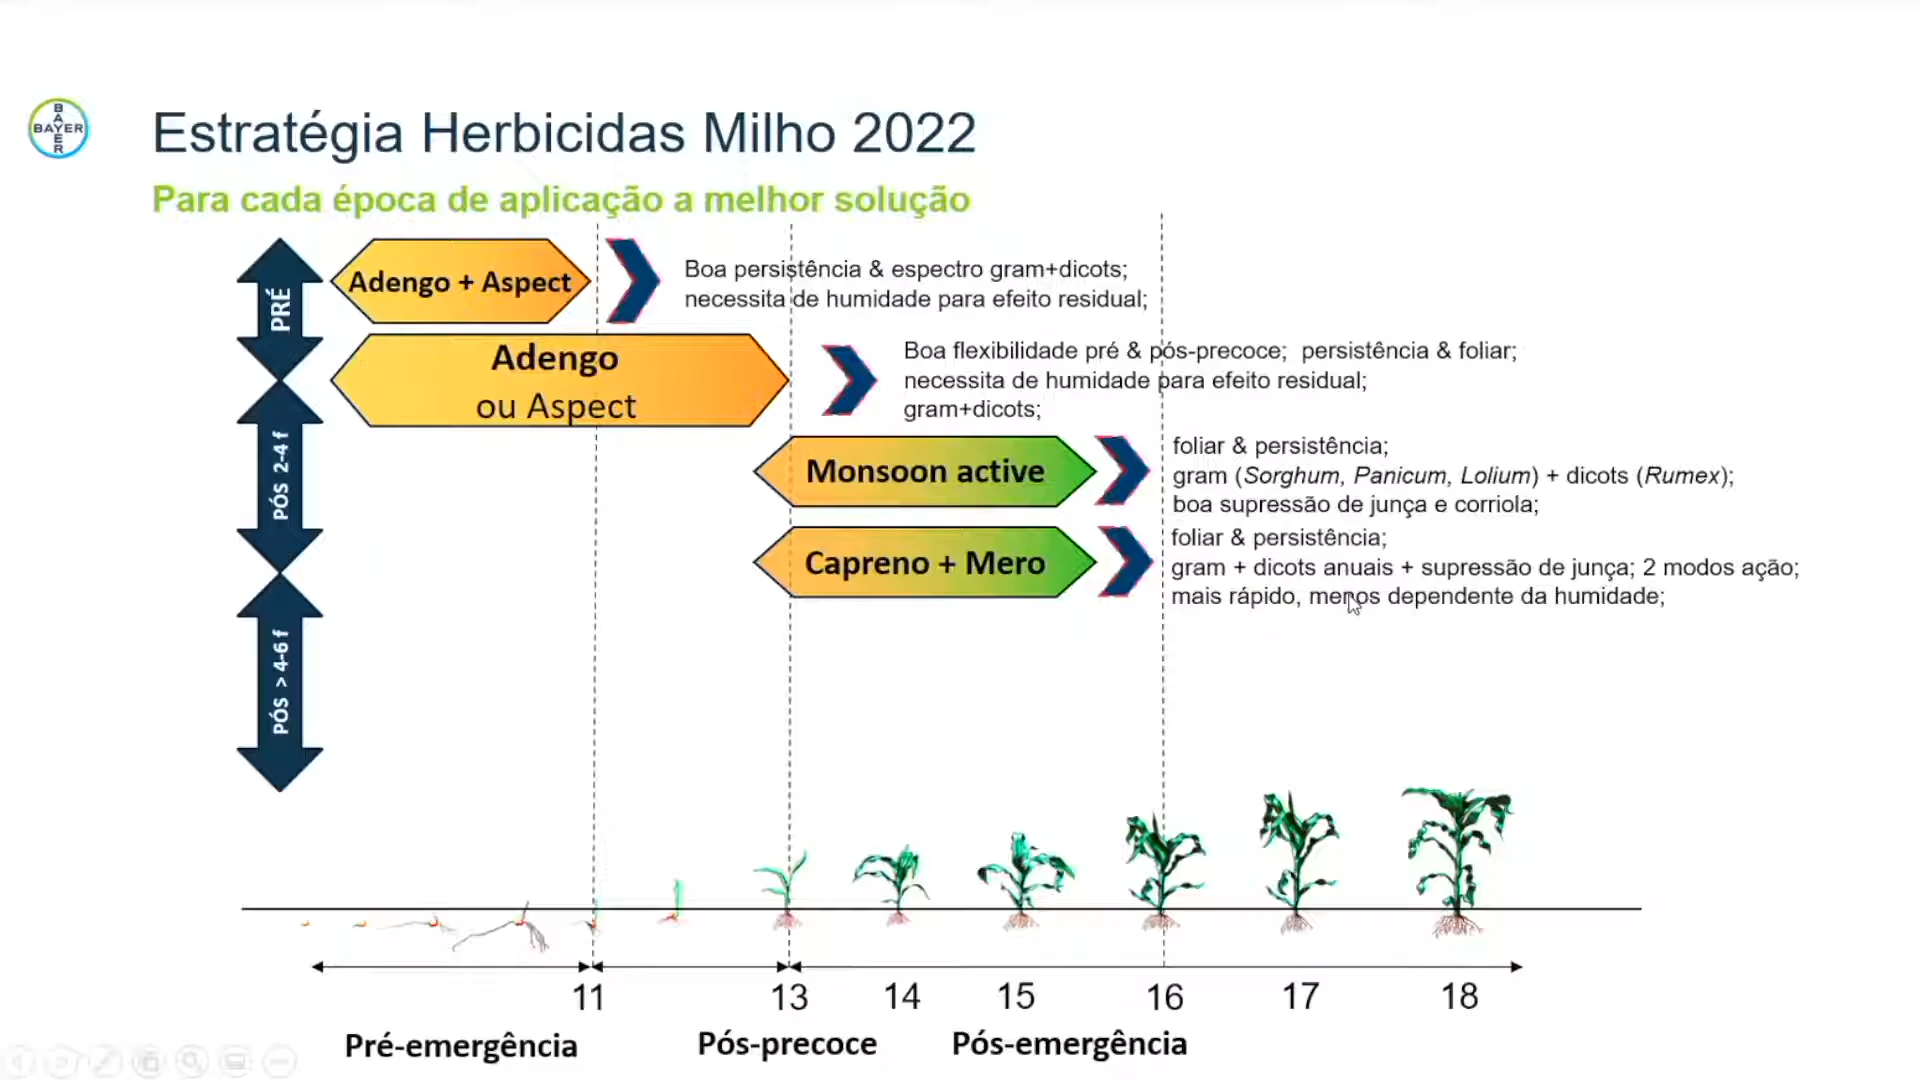 BAYER
BAYER
Estratégia Herbicidas Milho 2022
Para cada época de aplicação a melhor solução
PRÉ
Adengo + Aspect
Boa persistência & espectro gram+dicots;
necessita de humidade para efeito residual;
Adengo
ou Aspect
Boa flexibilidade pré & pós-precoce; persistência & foliar;
necessita de humidade para efeito residual;
gram+dicots;
PÓS 2-4 f
Monsoon active
foliar & persistência;
gram (Sorghum, Panicum, Lolium) + dicots (Rumex);
boa supressão de junça e corriola;
Capreno + Mero
foliar & persistência;
gram + dicots anuais + supressão de junça; 2 modos ação;
mais rápido, menos dependente da humidade;
PÓS > 4-6 f
11 13 14 15 16 17 18
Pré-emergência Pós-precoce Pós-emergência